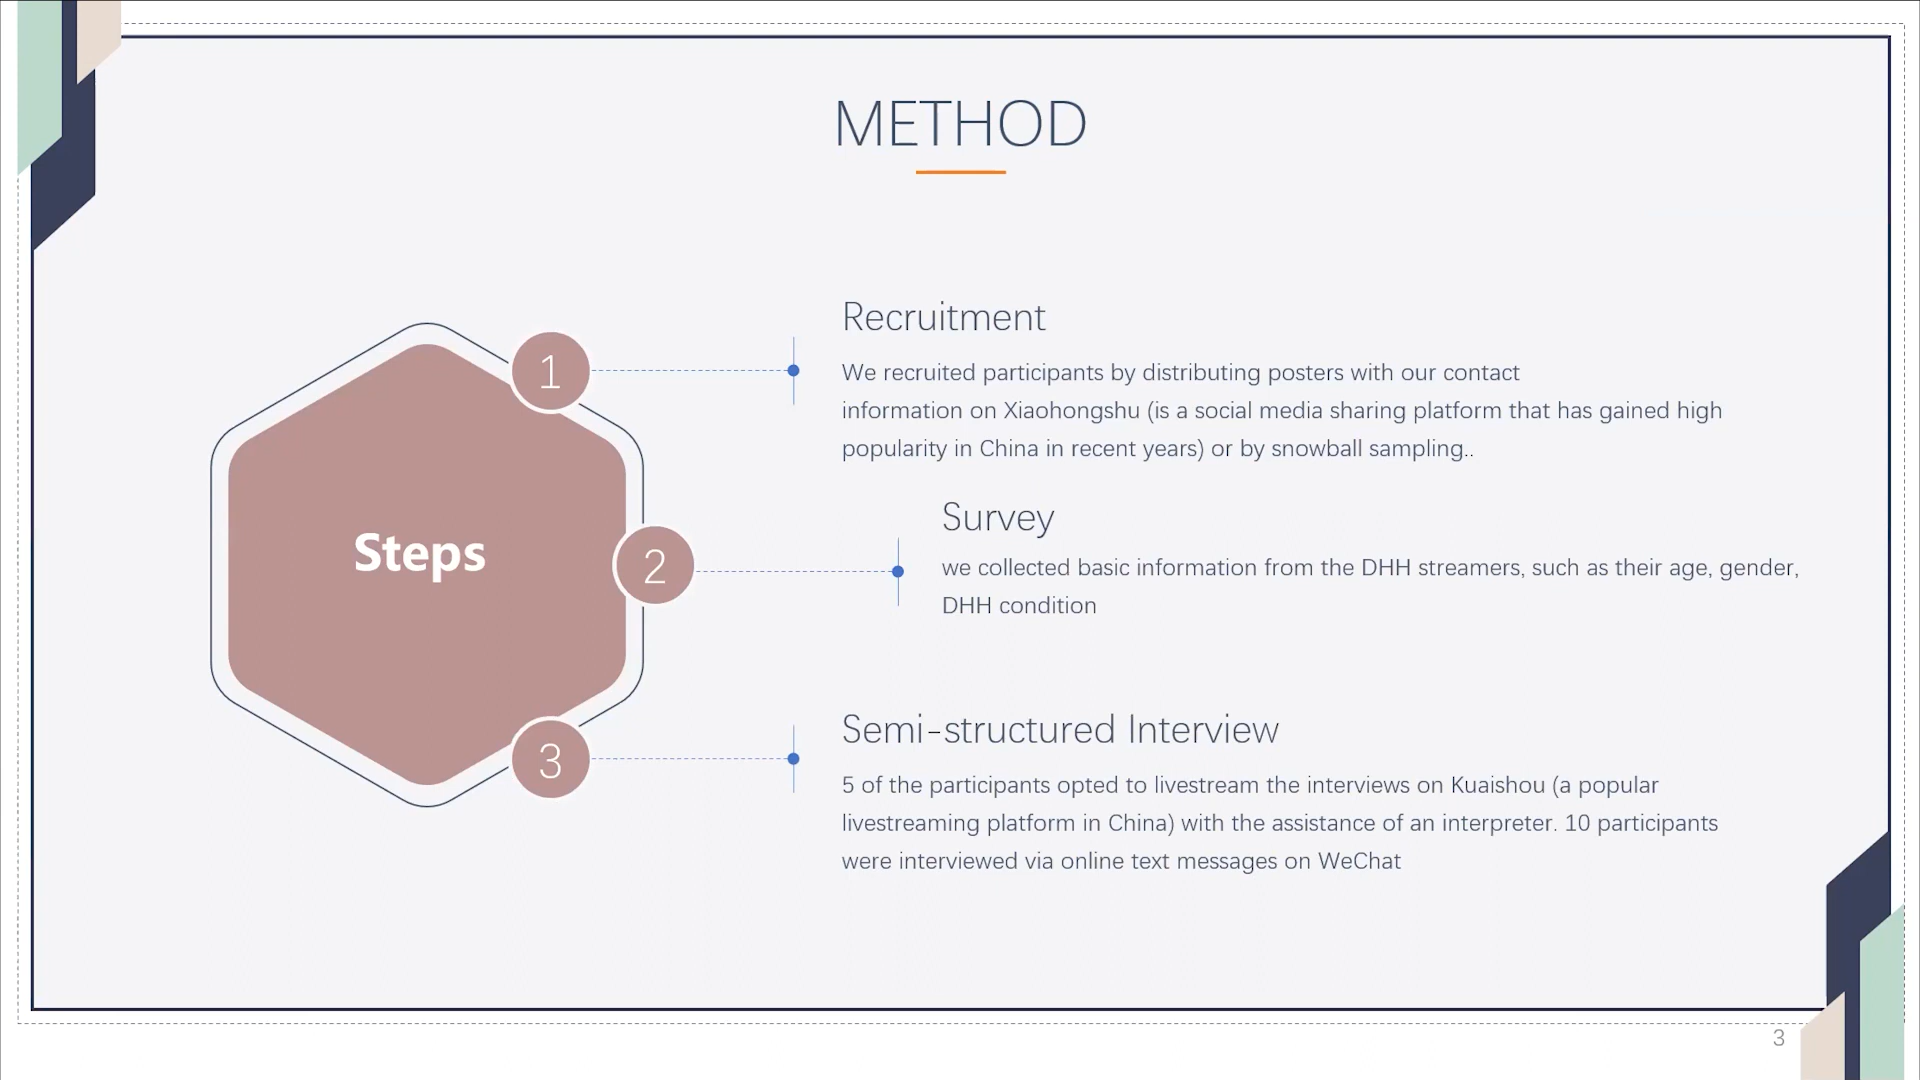 METHOD
Steps
1
Recruitment
We recruited participants by distributing posters with our contact
information on Xiaohongshu (is a social media sharing platform that has gained high
popularity in China in recent years) or by snowball sampling..
2
Survey
we collected basic information from the DHH streamers, such as their age, gender,
DHH condition
3
Semi-structured Interview
5 of the participants opted to livestream the interviews on Kuaishou (a popular
livestreaming platform in China) with the assistance of an interpreter. 10 participants
were interviewed via online text messages on WeChat
3